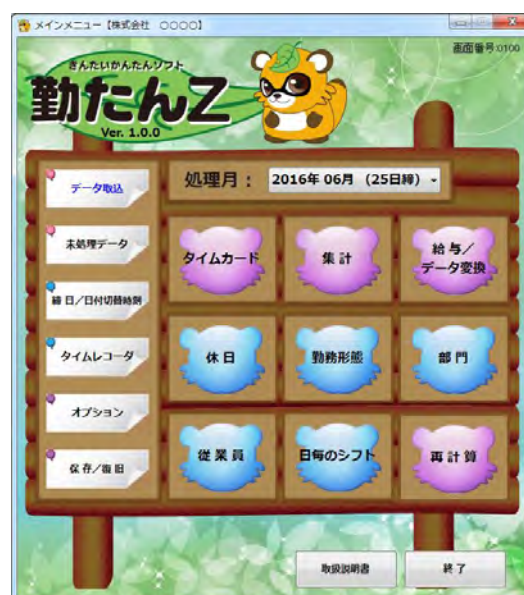 メインメニュー【株式会社 ○○○○】
画面番号:0100
きんたいかんたんソフト
勤たんZ
Ver. 1.0.0
処理月： 2016年 06月 （25日締）
データ取込
未処理データ
締日／日付切替時刻
タイムレコーダ
オプション
保存／復旧
タイムカード
集計
給与／
データ変換
休日
勤務形態
部門
従業員
日毎のシフト
再計算
取扱説明書
終了